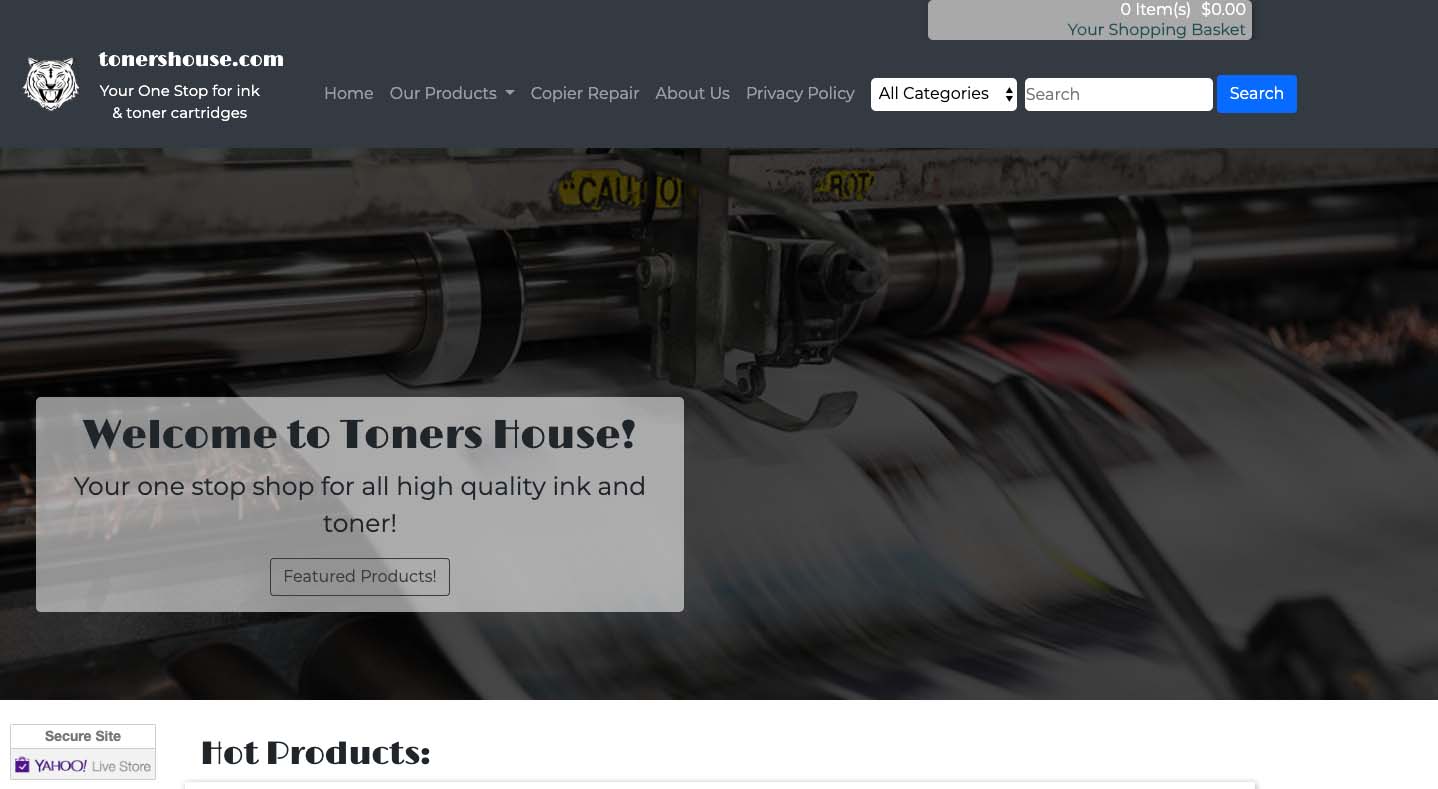 0 Item(s) $0.00
Your Shopping Basket
tonershouse.com
Your One Stop for ink
& toner cartridges
Home Our Products Copier Repair About Us Privacy Policy All Categories Search Search
"CAUTIO
ROT
Welcome to Toners House!
Your one stop shop for all high quality ink and
toner!
Featured Products!
Secure Site
YAHOO! Live Store
Hot Products: